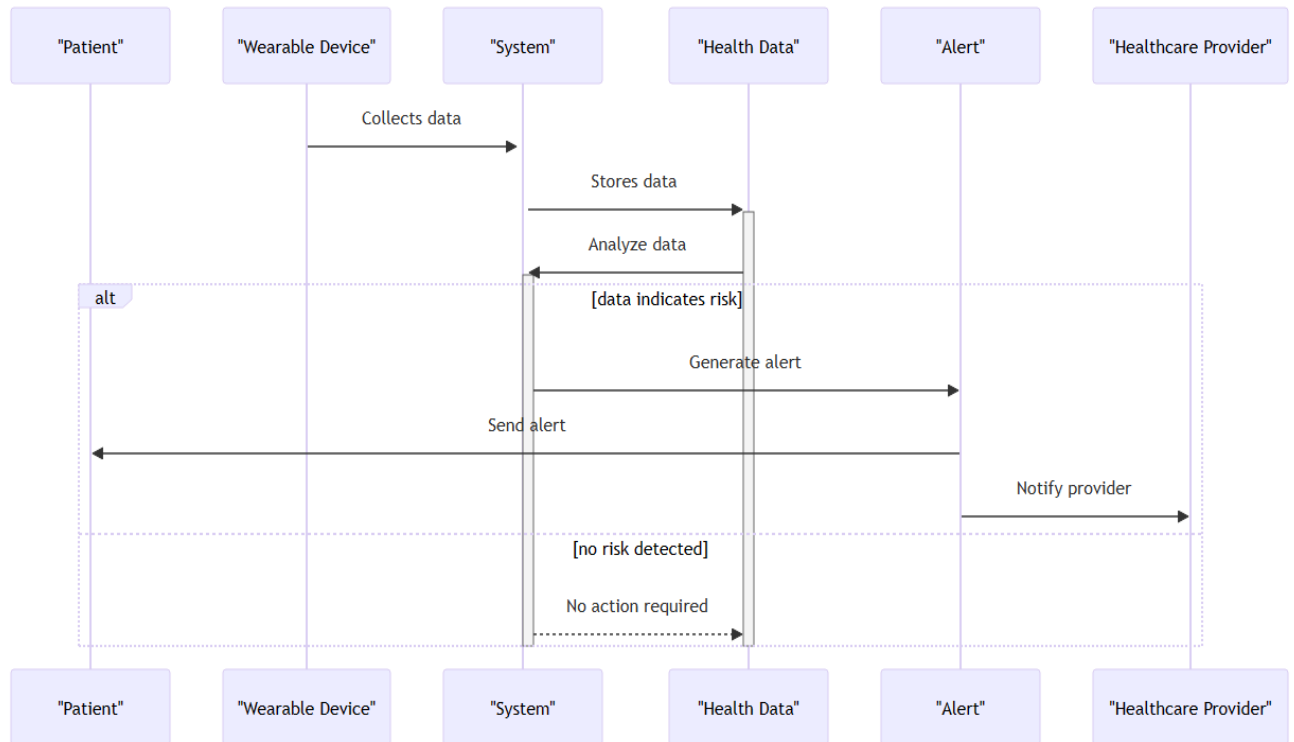 "Patient"
"Wearable Device"
"System"
"Health Data"
"Alert"
"Healthcare Provider"
Collects data
Stores data
Analyze data
alt
[data indicates risk]
Generate alert
Send alert
Notify provider
[no risk detected]
No action required
"Patient"
"Wearable Device"
"System"
"Health Data"
"Alert"
"Healthcare Provider"